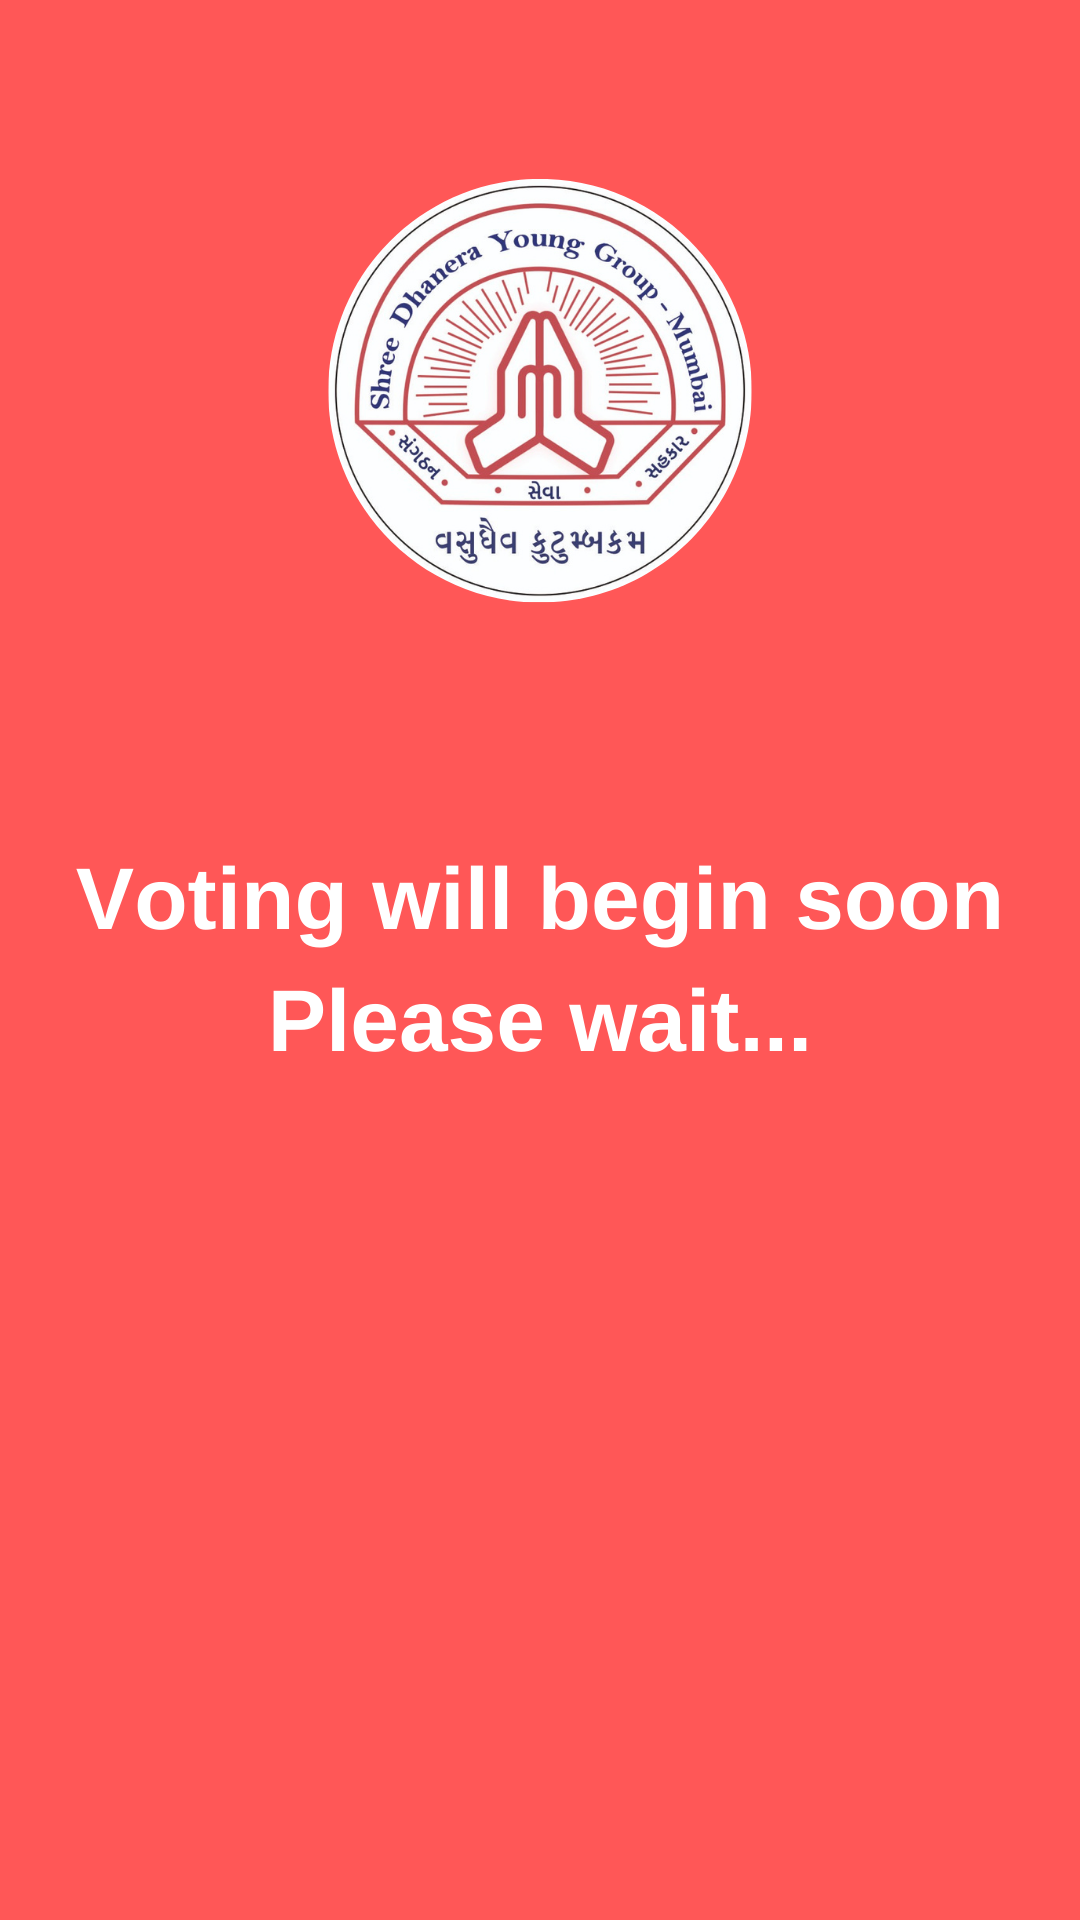 Shree Dhanera Young Group - Mumbai
• સંગઠન •
• સેવા •
• સહકાર •
વસુધૈવ કુટુમ્બકમ
Voting will begin soon
Please wait...